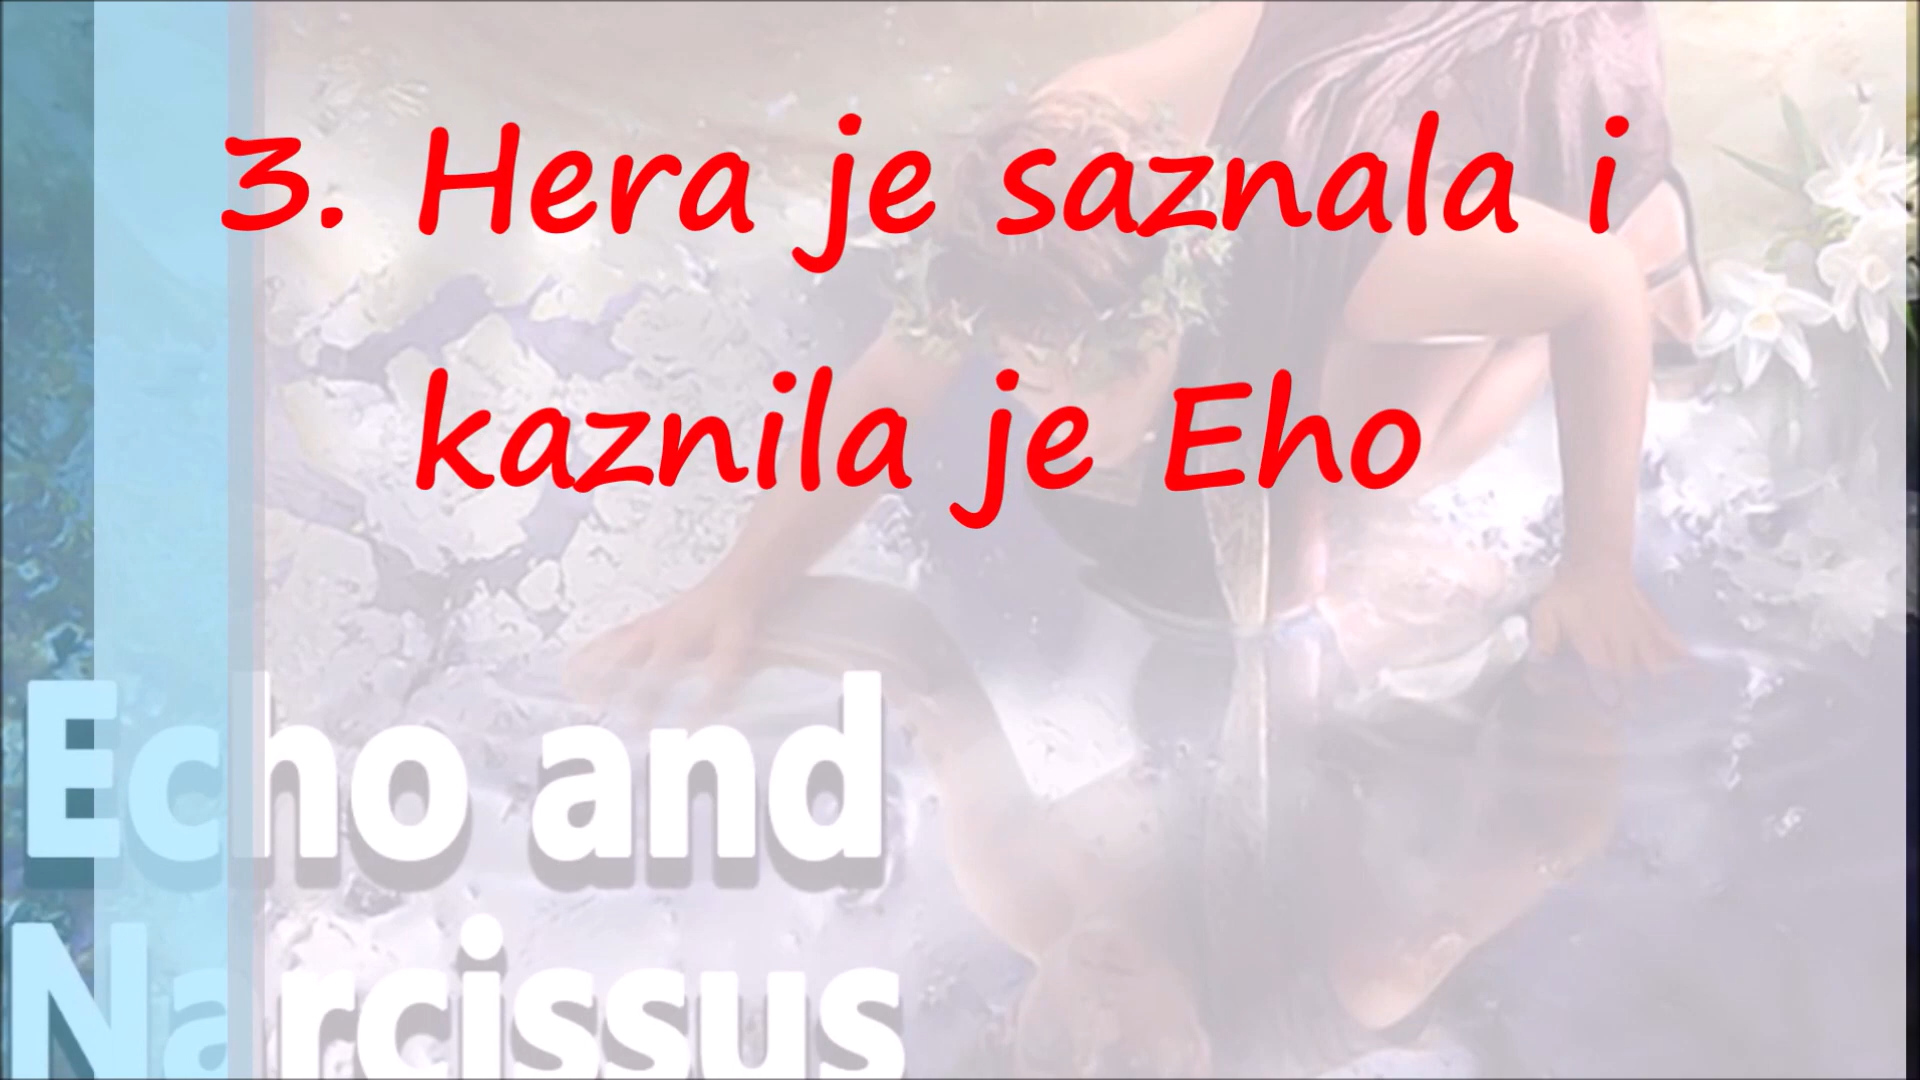 3. Hera je saznala i
kaznila je Eho
Echo and
Narcissus